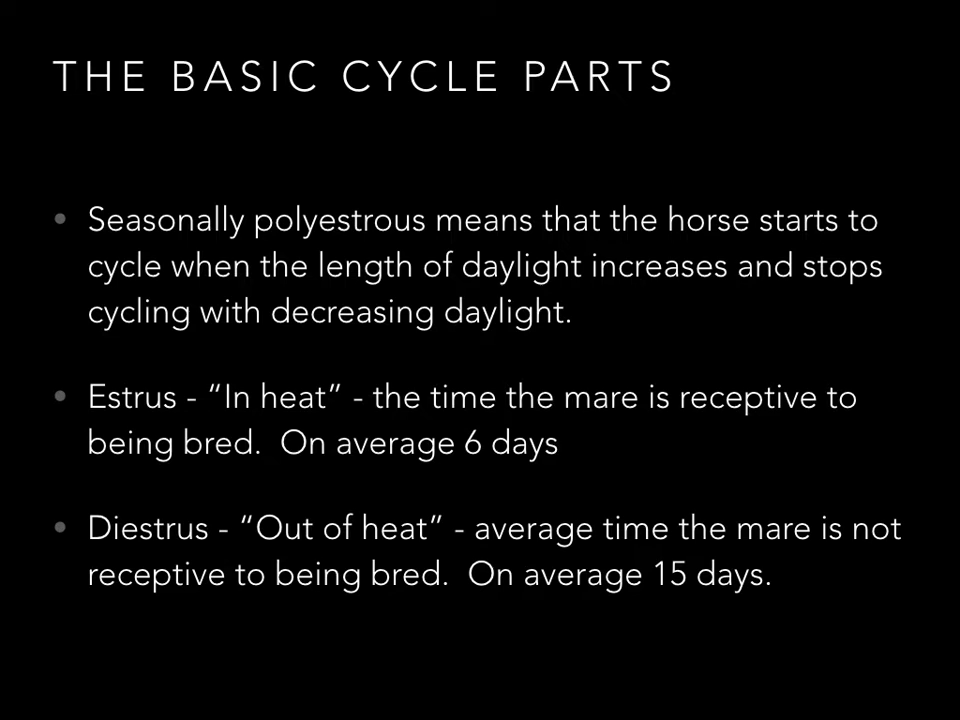 THE BASIC CYCLE PARTS
• Seasonally polyestrous means that the horse starts to
cycle when the length of daylight increases and stops
cycling with decreasing daylight.
• Estrus - “In heat” - the time the mare is receptive to
being bred.  On average 6 days
• Diestrus - “Out of heat” - average time the mare is not
receptive to being bred.  On average 15 days.